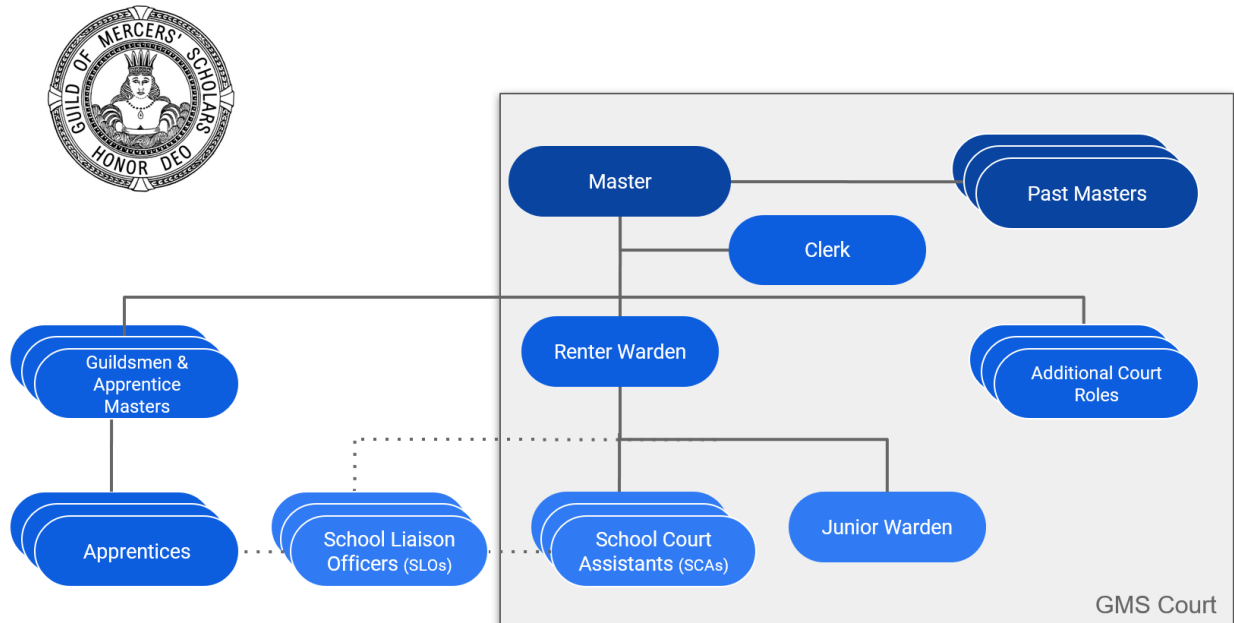 GUILD OF MERCERS' SCHOLARS
HONOR DEO
Master
Past Masters
Clerk
Guildsmen &
Apprentice
Masters
Renter Warden
Additional Court
Roles
Apprentices
School Liaison
Officers (SLOs)
School Court
Assistants (SCAs)
Junior Warden
GMS Court